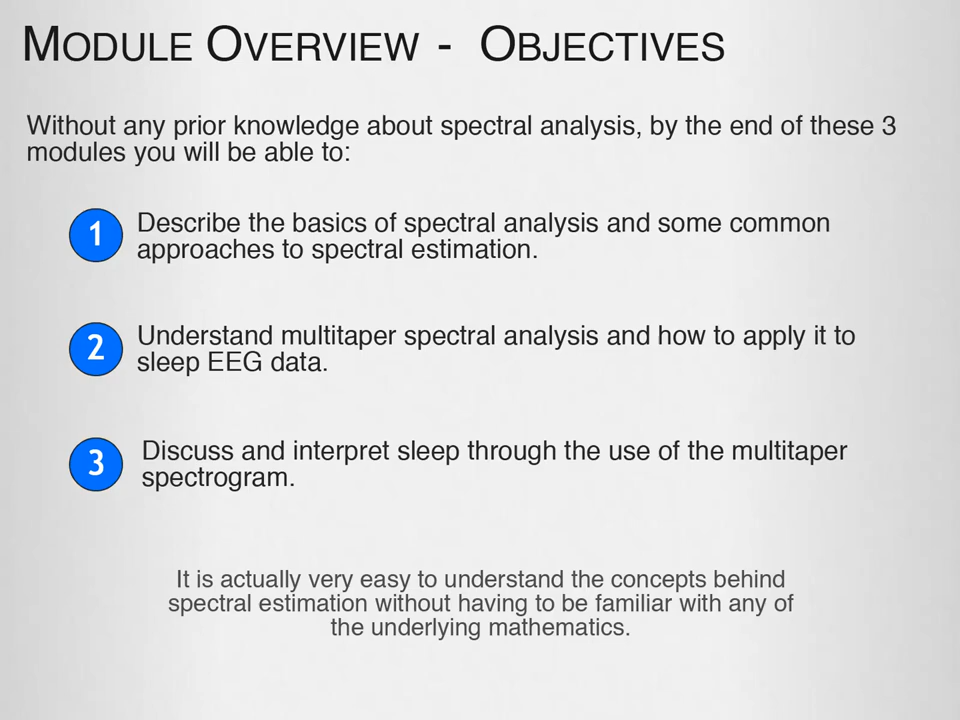 Module Overview - Objectives
Without any prior knowledge about spectral analysis, by the end of these 3
modules you will be able to:
1
Describe the basics of spectral analysis and some common
approaches to spectral estimation.
2
Understand multitaper spectral analysis and how to apply it to
sleep EEG data.
3
Discuss and interpret sleep through the use of the multitaper
spectrogram.
It is actually very easy to understand the concepts behind
spectral estimation without having to be familiar with any of
the underlying mathematics.